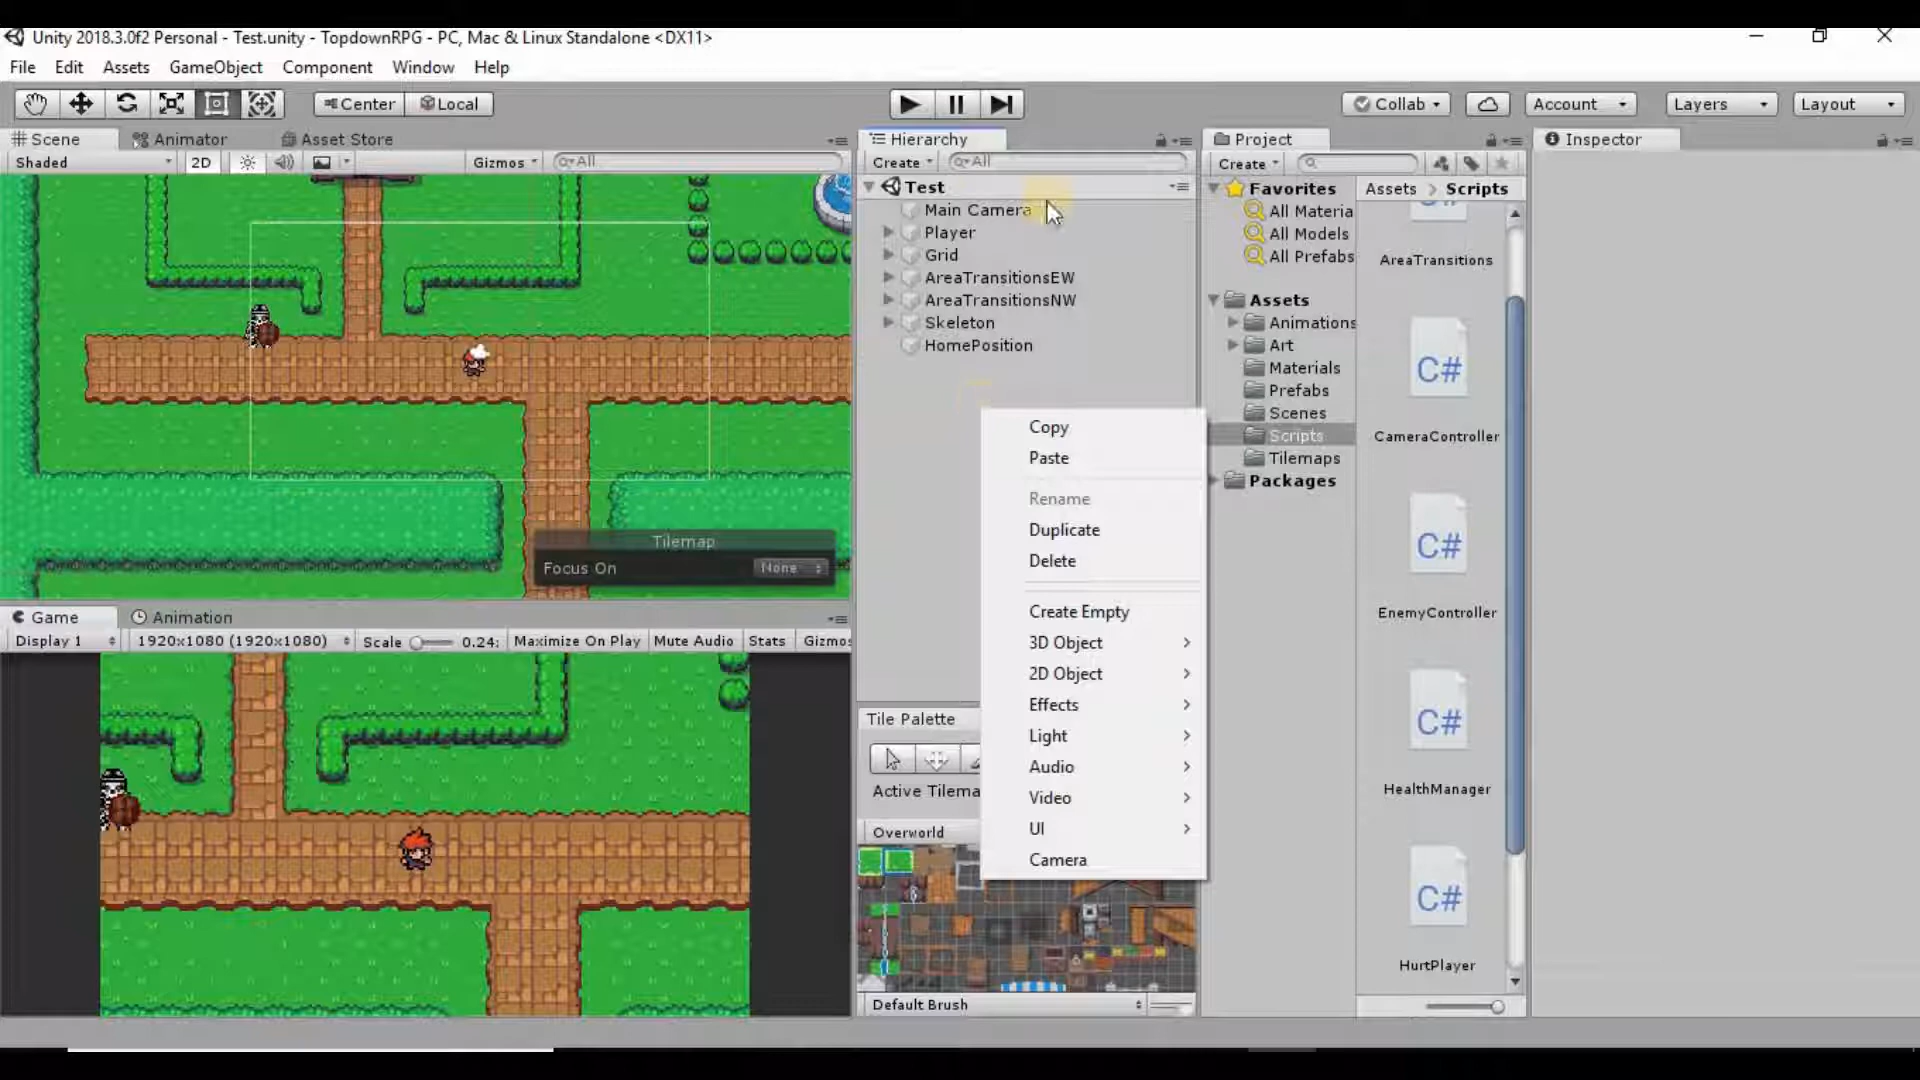 Unity 2018.3.0f2 Personal - Test.unity - TopdownRPG - PC, Mac & Linux Standalone <DX11>
File Edit Assets GameObject Component Window Help
Center Local Collab Account Layers Layout
Scene Animator Asset Store
Shaded 2D Gizmos All
Hierarchy
Create All
Test
Main Camera
Player
Grid
AreaTransitionsEW
AreaTransitionsNW
Skeleton
HomePosition
Copy
Paste
Rename
Duplicate
Delete
Create Empty
3D Object
2D Object
Effects
Light
Audio
Video
UI
Camera
Project
Create
Favorites
All Materia
All Models
All Prefabs
Assets
Animations
Art
Materials
Prefabs
Scenes
Scripts
Tilemaps
Packages
Assets > Scripts
AreaTransitions
C#
CameraController
C#
EnemyController
C#
HealthManager
C#
HurtPlayer
Inspector
Tilemap
Focus On None
Game Animation
Display 1 1920x1080 (1920x1080) Scale 0.24: Maximize On Play Mute Audio Stats Gizmos
Tile Palette
Active Tilema
Overworld
Default Brush